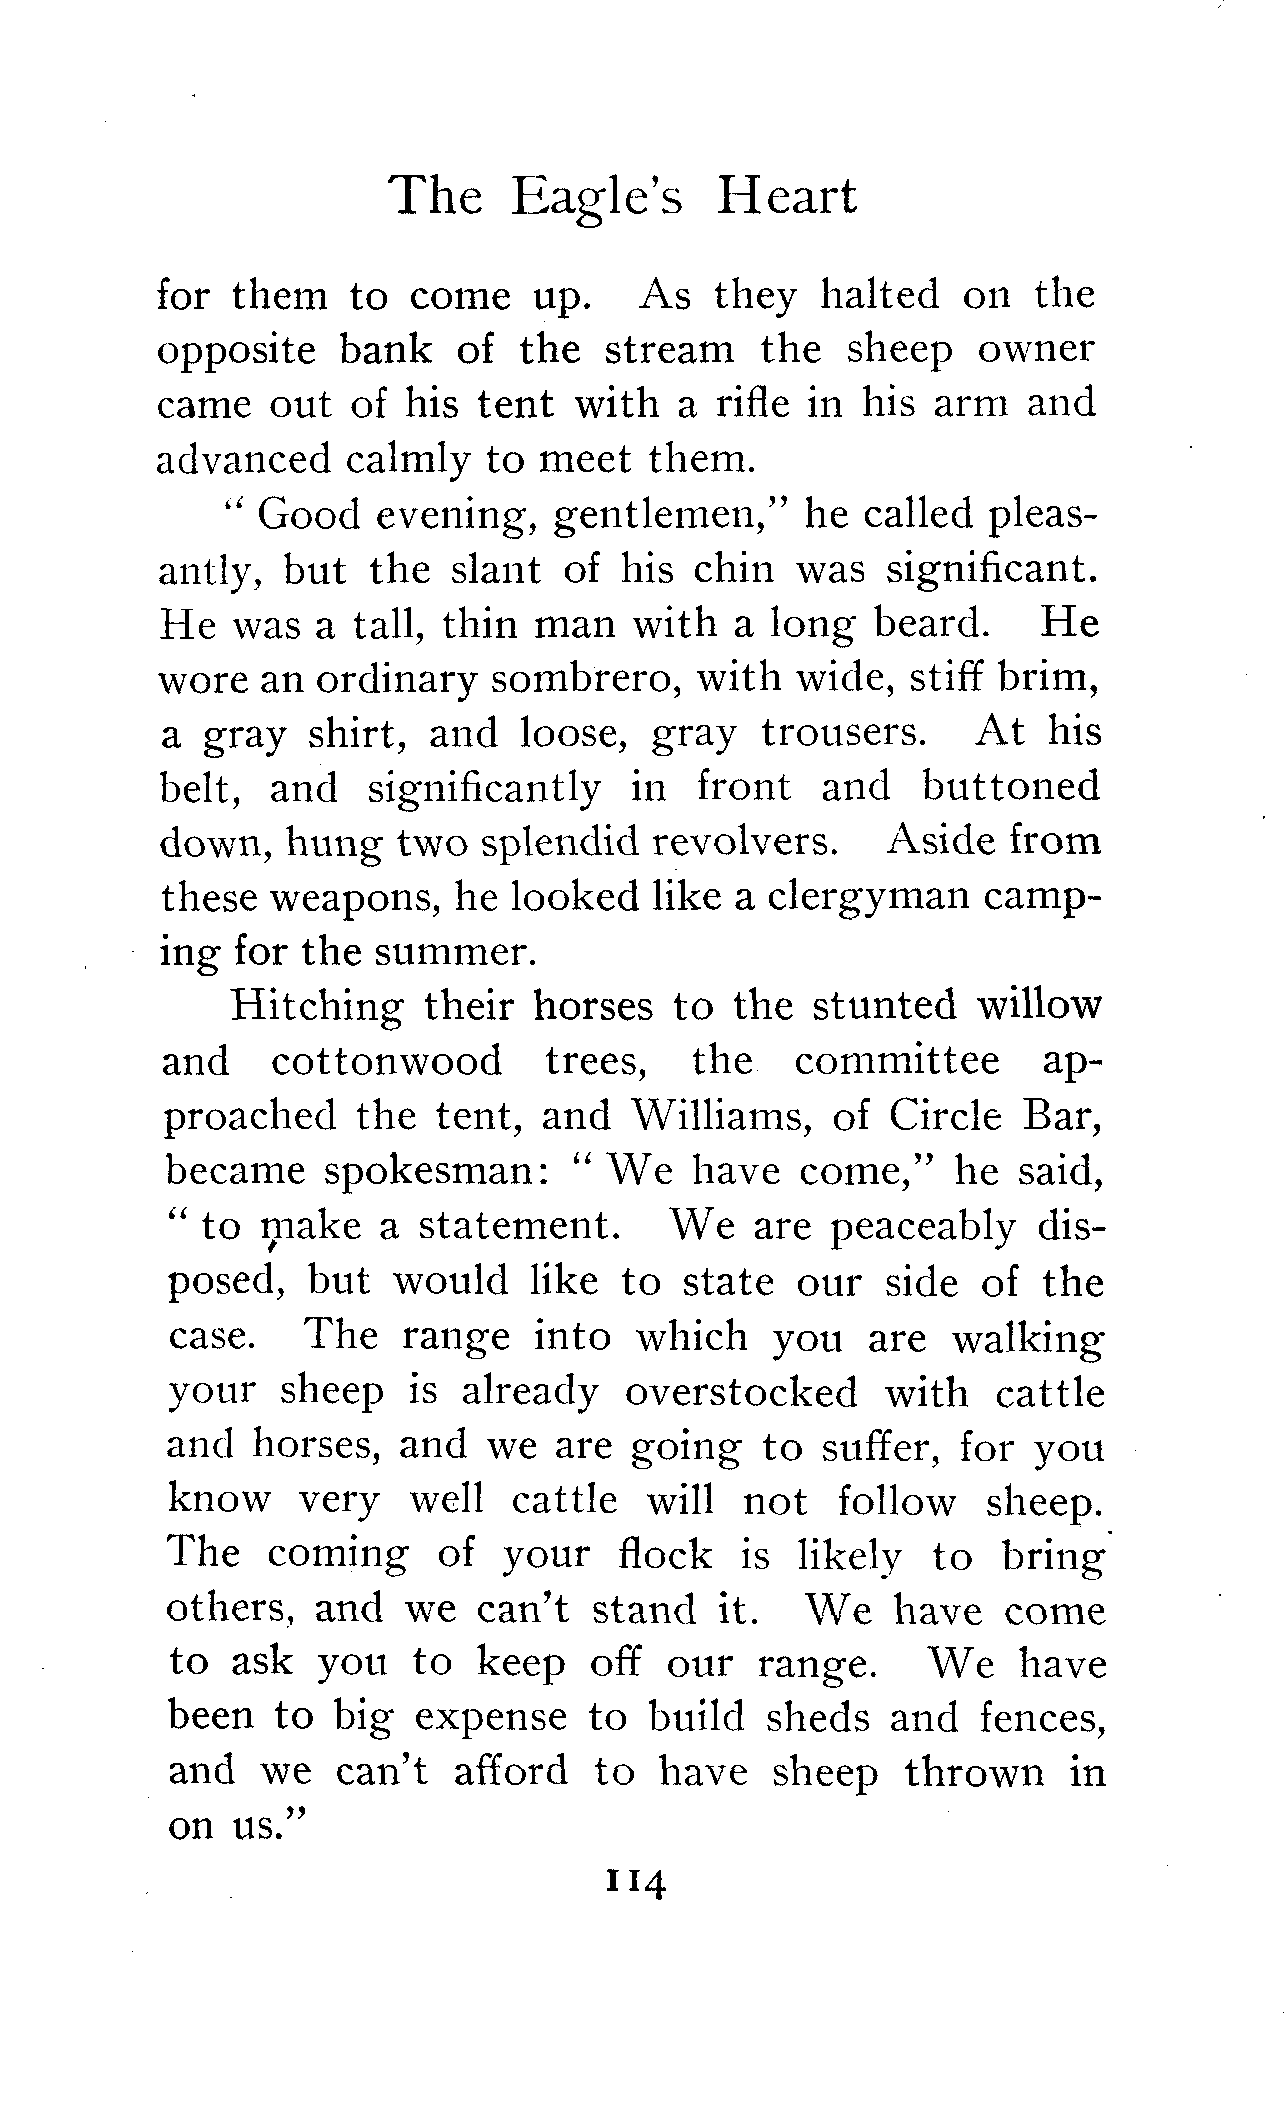 The Eagle's Heart
for them to come up. As they halted on the
opposite bank of the stream the sheep owner
came out of his tent with a rifle in his arm and
advanced calmly to meet them.
" Good evening, gentlemen," he called pleas-
antly, but the slant of his chin was significant.
He was a tall, thin man with a long beard. He
wore an ordinary sombrero, with wide, stiff brim,
a gray shirt, and loose, gray trousers. At his
belt, and significantly in front and buttoned
down, hung two splendid revolvers. Aside from
these weapons, he looked like a clergyman camp-
ing for the summer.
Hitching their horses to the stunted willow
and cottonwood trees, the committee ap-
proached the tent, and Williams, of Circle Bar,
became spokesman: " We have come," he said,
" to make a statement. We are peaceably dis-
posed, but would like to state our side of the
case. The range into which you are walking
your sheep is already overstocked with cattle
and horses, and we are going to suffer, for you
know very well cattle will not follow sheep.
The coming of your flock is likely to bring
others, and we can't stand it. We have come
to ask you to keep off our range. We have
been to big expense to build sheds and fences,
and we can't afford to have sheep thrown in
on us."
114